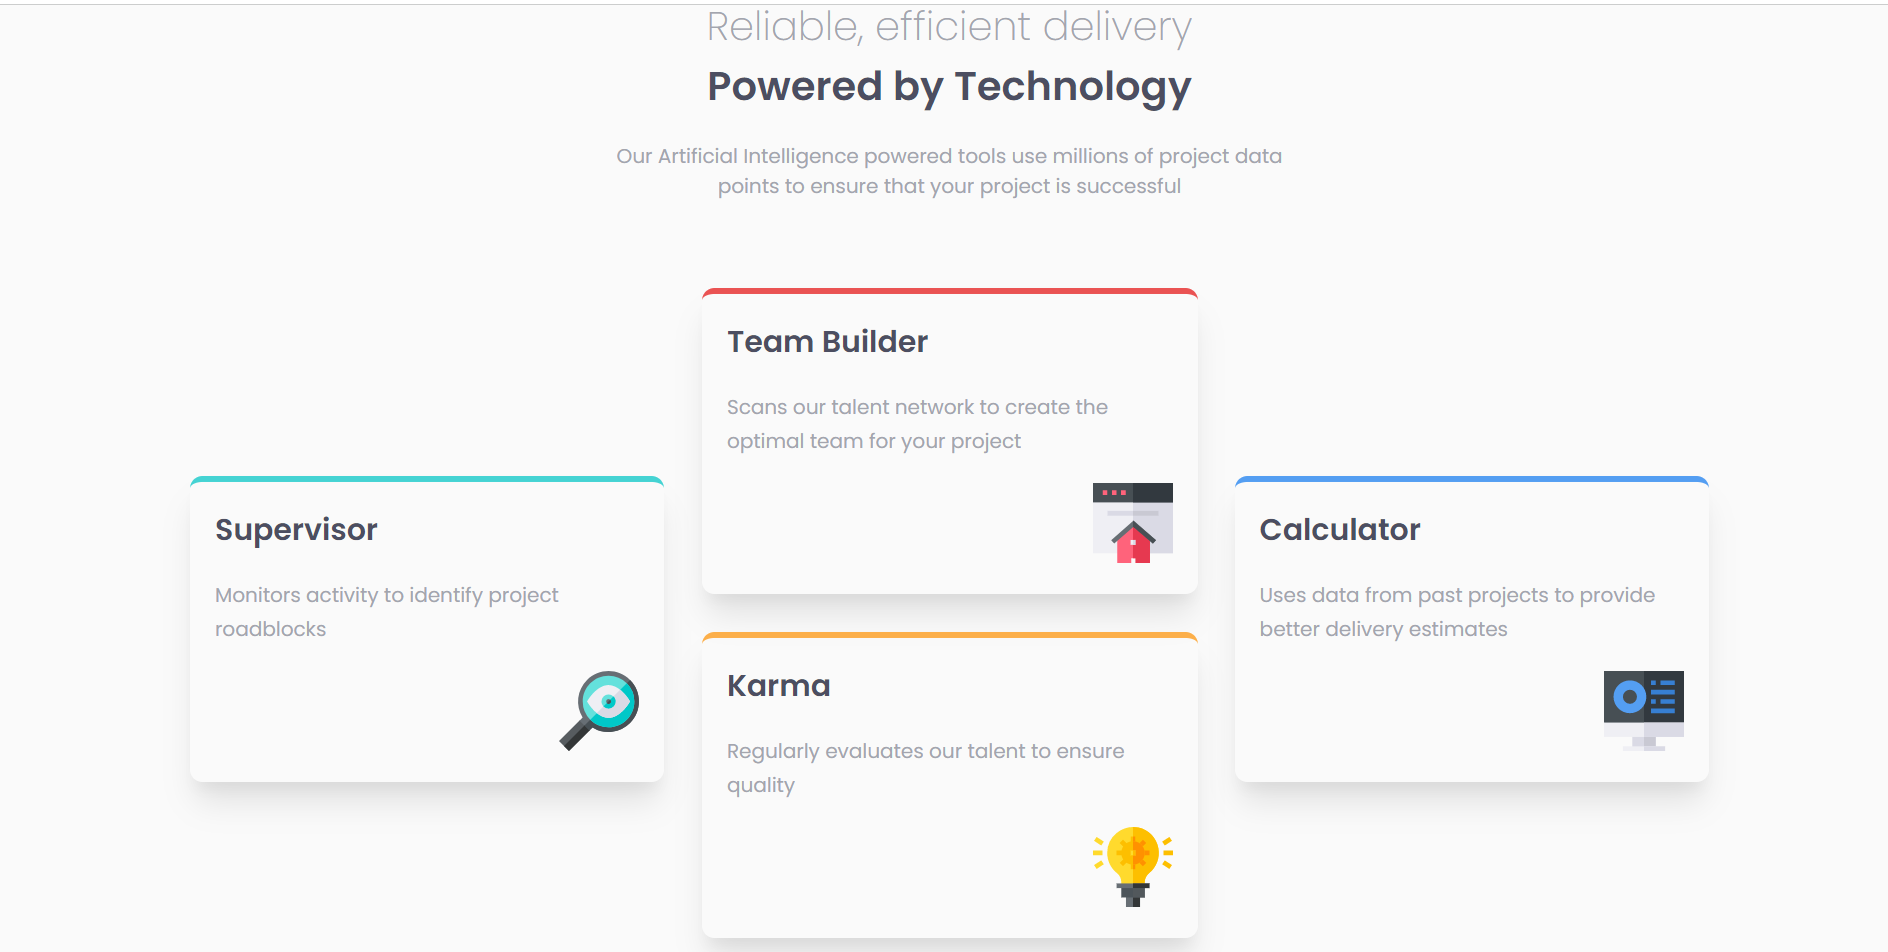 Reliable, efficient delivery
Powered by Technology
Our Artificial Intelligence powered tools use millions of project data
points to ensure that your project is successful
Supervisor
Monitors activity to identify project
roadblocks
Team Builder
Scans our talent network to create the
optimal team for your project
Karma
Regularly evaluates our talent to ensure
quality
Calculator
Uses data from past projects to provide
better delivery estimates